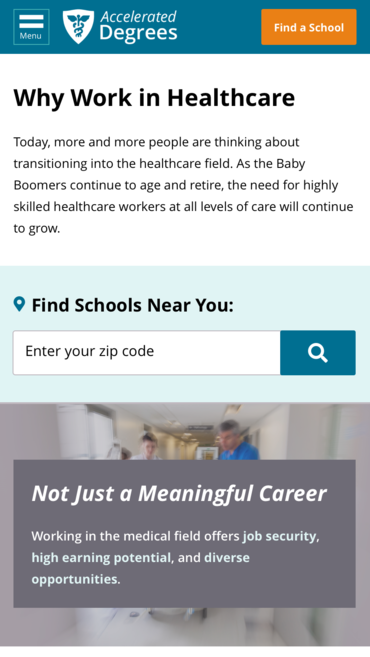 Menu
Accelerated
Degrees
Find a School
Why Work in Healthcare
Today, more and more people are thinking about
transitioning into the healthcare field. As the Baby
Boomers continue to age and retire, the need for highly
skilled healthcare workers at all levels of care will continue
to grow.
Find Schools Near You:
Enter your zip code
Not Just a Meaningful Career
Working in the medical field offers job security,
high earning potential, and diverse
opportunities.